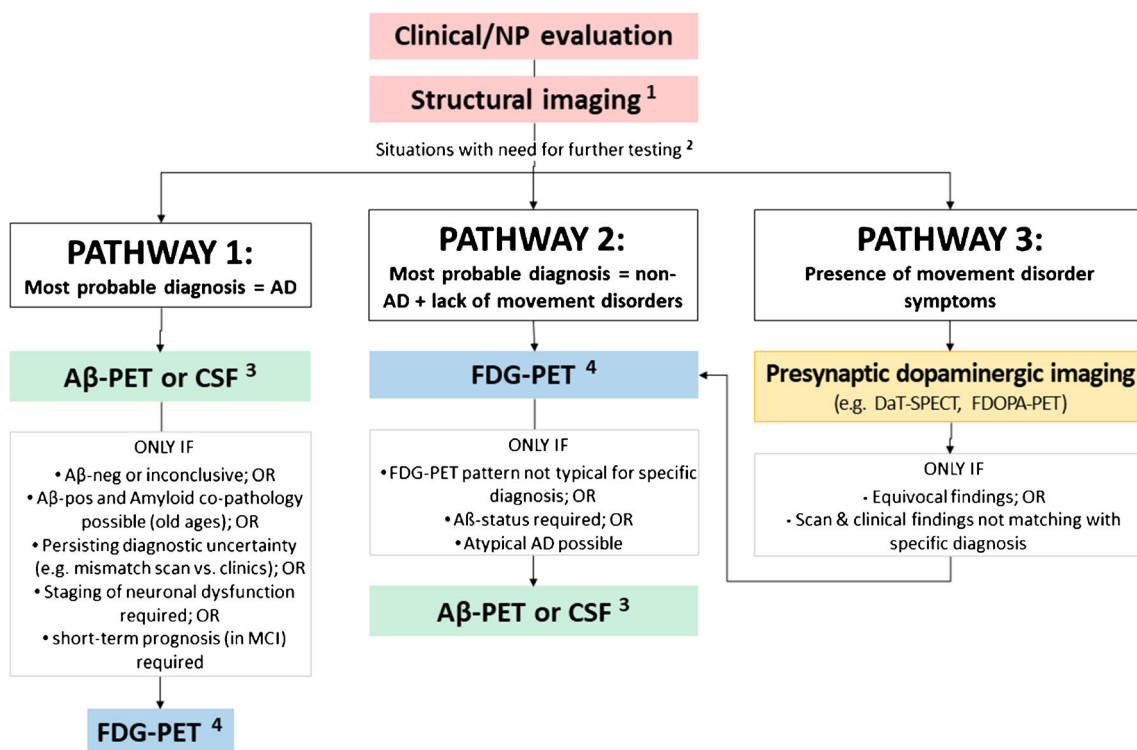 Clinical/NP evaluation
Structural imaging 1
Situations with need for further testing 2
PATHWAY 1:
Most probable diagnosis = AD
Aβ-PET or CSF 3
ONLY IF
• Aβ-neg or inconclusive; OR
• Aβ-pos and Amyloid co-pathology
possible (old ages); OR
• Persisting diagnostic uncertainty
(e.g. mismatch scan vs. clinics); OR
• Staging of neuronal dysfunction
required; OR
• short-term prognosis (in MCI)
required
FDG-PET 4
PATHWAY 2:
Most probable diagnosis = non-
AD + lack of movement disorders
FDG-PET 4
ONLY IF
• FDG-PET pattern not typical for specific
diagnosis; OR
• Aß-status required; OR
• Atypical AD possible
Aβ-PET or CSF 3
PATHWAY 3:
Presence of movement disorder
symptoms
Presynaptic dopaminergic imaging
(e.g. DaT-SPECT, FDOPA-PET)
ONLY IF
• Equivocal findings; OR
• Scan & clinical findings not matching with
specific diagnosis